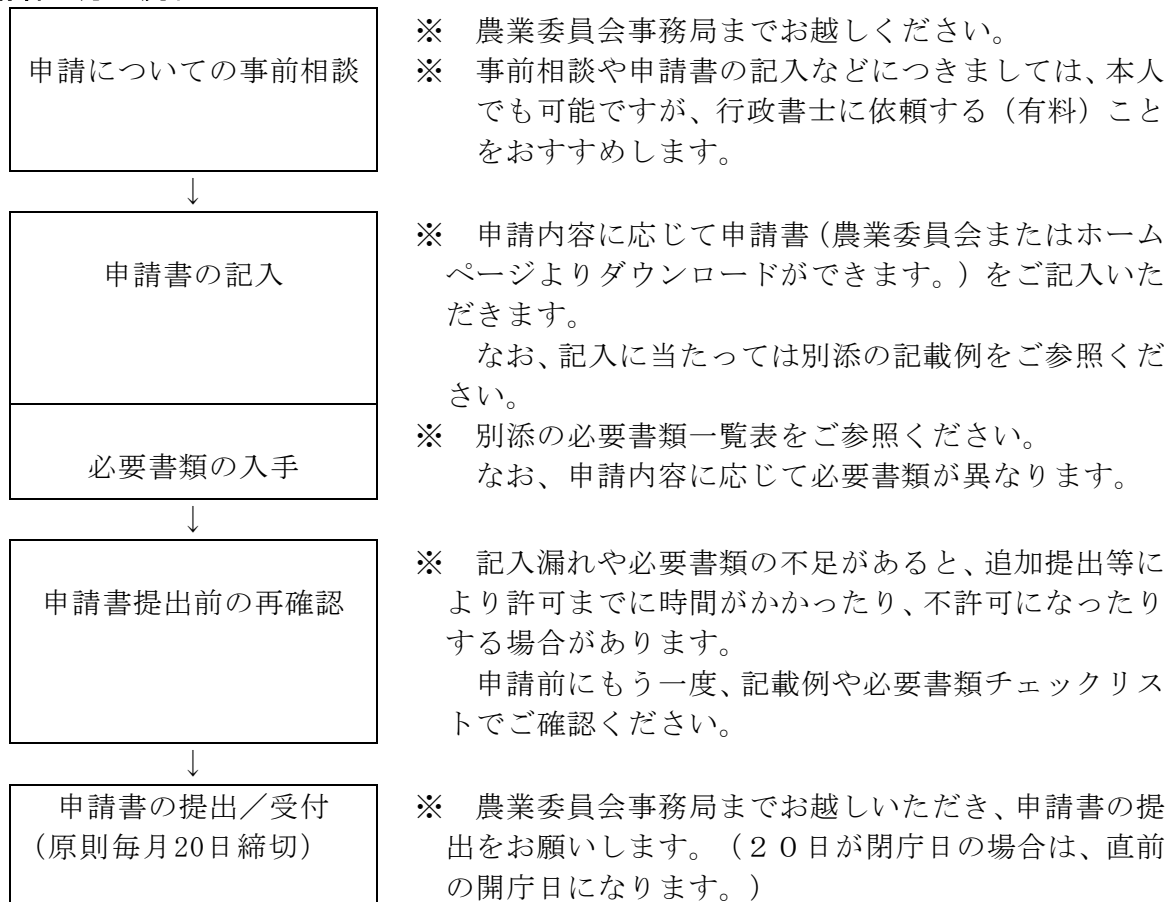 申請についての事前相談
※　農業委員会事務局までお越しください。
※　事前相談や申請書の記入などにつきましては、本人
でも可能ですが、行政書士に依頼する（有料）こと
をおすすめします。
↓
申請書の記入
※　申請内容に応じて申請書（農業委員会またはホーム
ページよりダウンロードができます。）をご記入いた
だきます。
なお、記入に当たっては別添の記載例をご参照くだ
さい。
必要書類の入手
※　別添の必要書類一覧表をご参照ください。
なお、申請内容に応じて必要書類が異なります。
↓
申請書提出前の再確認
※　記入漏れや必要書類の不足があると、追加提出等に
より許可までに時間がかかったり、不許可になったり
する場合があります。
申請前にもう一度、記載例や必要書類チェックリス
トでご確認ください。
↓
申請書の提出／受付
（原則毎月20日締切）
※　農業委員会事務局までお越しいただき、申請書の提
出をお願いします。（２０日が閉庁日の場合は、直前
の開庁日になります。）